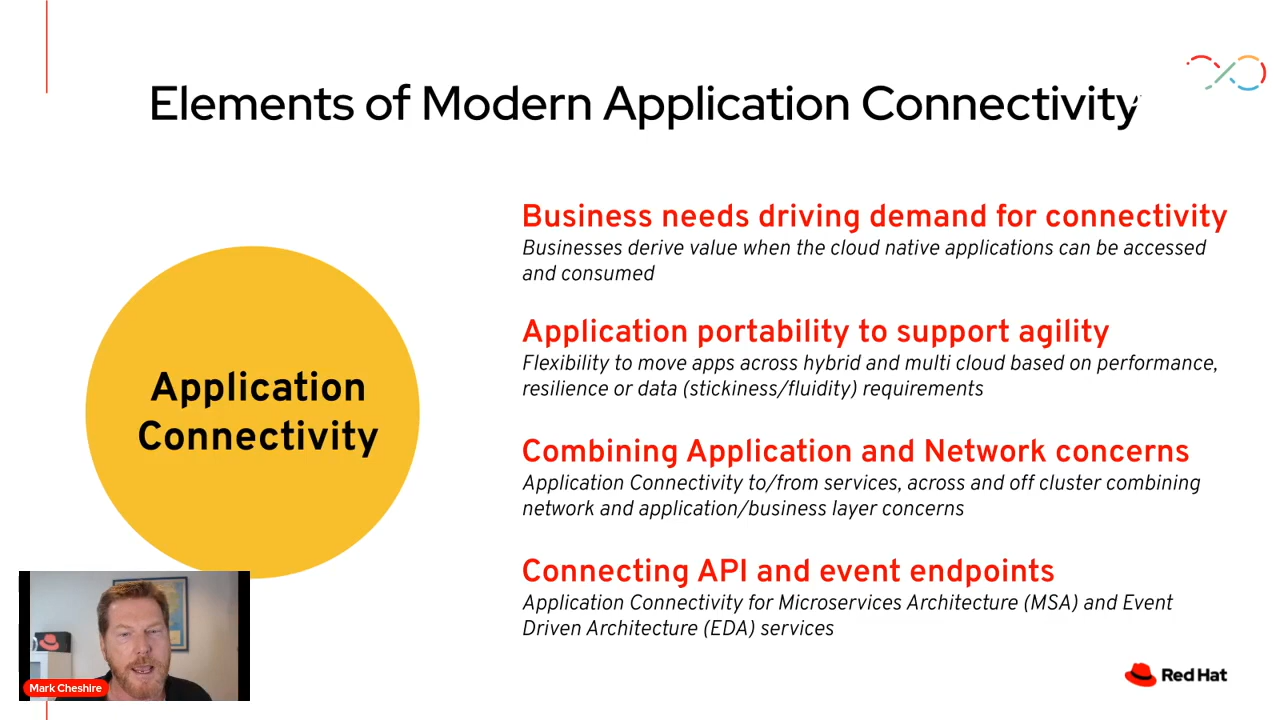 Elements of Modern Application Connectivity
Application
Connectivity
Business needs driving demand for connectivity
Businesses derive value when the cloud native applications can be accessed
and consumed
Application portability to support agility
Flexibility to move apps across hybrid and multi cloud based on performance,
resilience or data (stickiness/fluidity) requirements
Combining Application and Network concerns
Application Connectivity to/from services, across and off cluster combining
network and application/business layer concerns
Connecting API and event endpoints
Application Connectivity for Microservices Architecture (MSA) and Event
Driven Architecture (EDA) services
Mark Cheshire
Red Hat